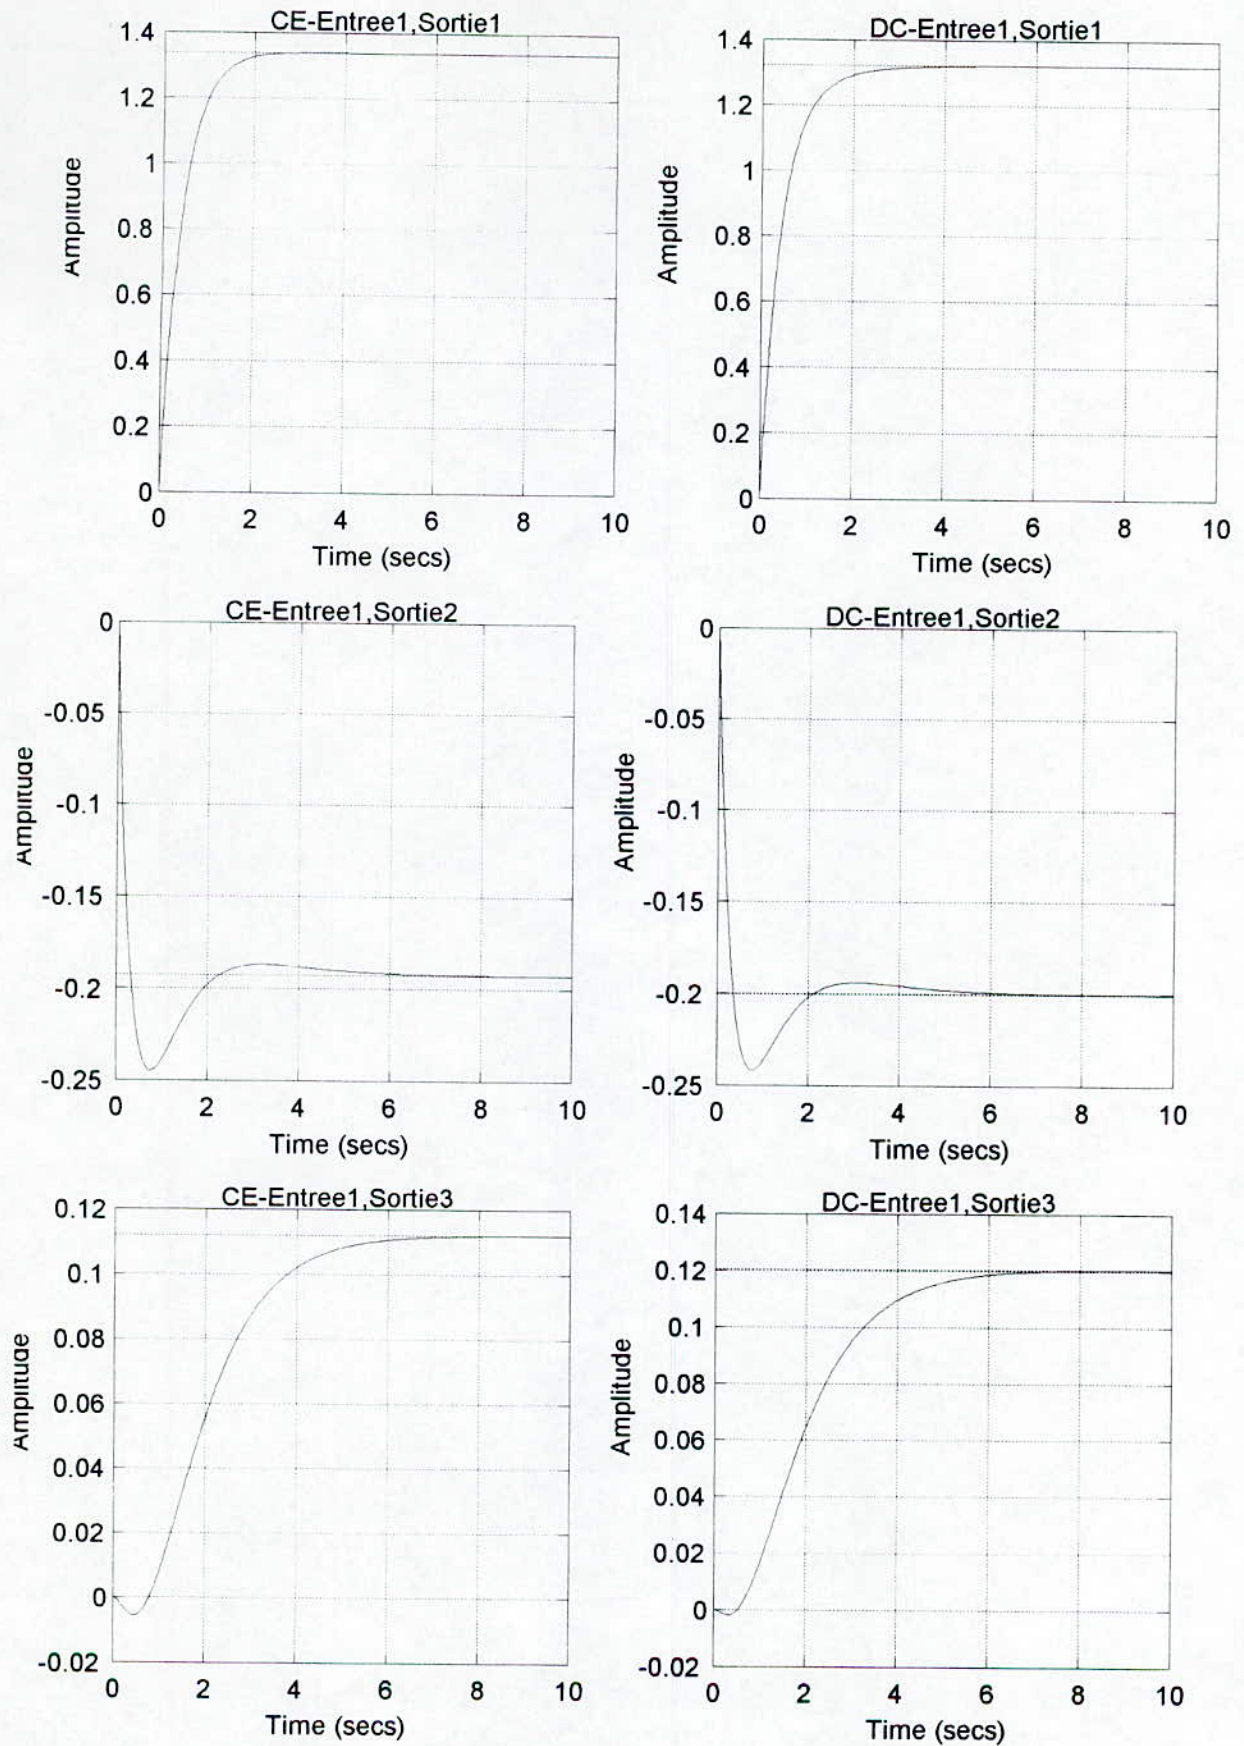 CE-Entree1,Sortie1
1.4
1.2
1
0.8
0.6
0.4
0.2
0
Amplitude
0 2 4 6 8 10
Time (secs)
DC-Entree1,Sortie1
1.4
1.2
1
0.8
0.6
0.4
0.2
0
Amplitude
0 2 4 6 8 10
Time (secs)
CE-Entree1,Sortie2
0
-0.05
-0.1
-0.15
-0.2
-0.25
Amplitude
0 2 4 6 8 10
Time (secs)
DC-Entree1,Sortie2
0
-0.05
-0.1
-0.15
-0.2
-0.25
Amplitude
0 2 4 6 8 10
Time (secs)
CE-Entree1,Sortie3
0.12
0.1
0.08
0.06
0.04
0.02
0
-0.02
Amplitude
0 2 4 6 8 10
Time (secs)
DC-Entree1,Sortie3
0.14
0.12
0.1
0.08
0.06
0.04
0.02
0
-0.02
Amplitude
0 2 4 6 8 10
Time (secs)